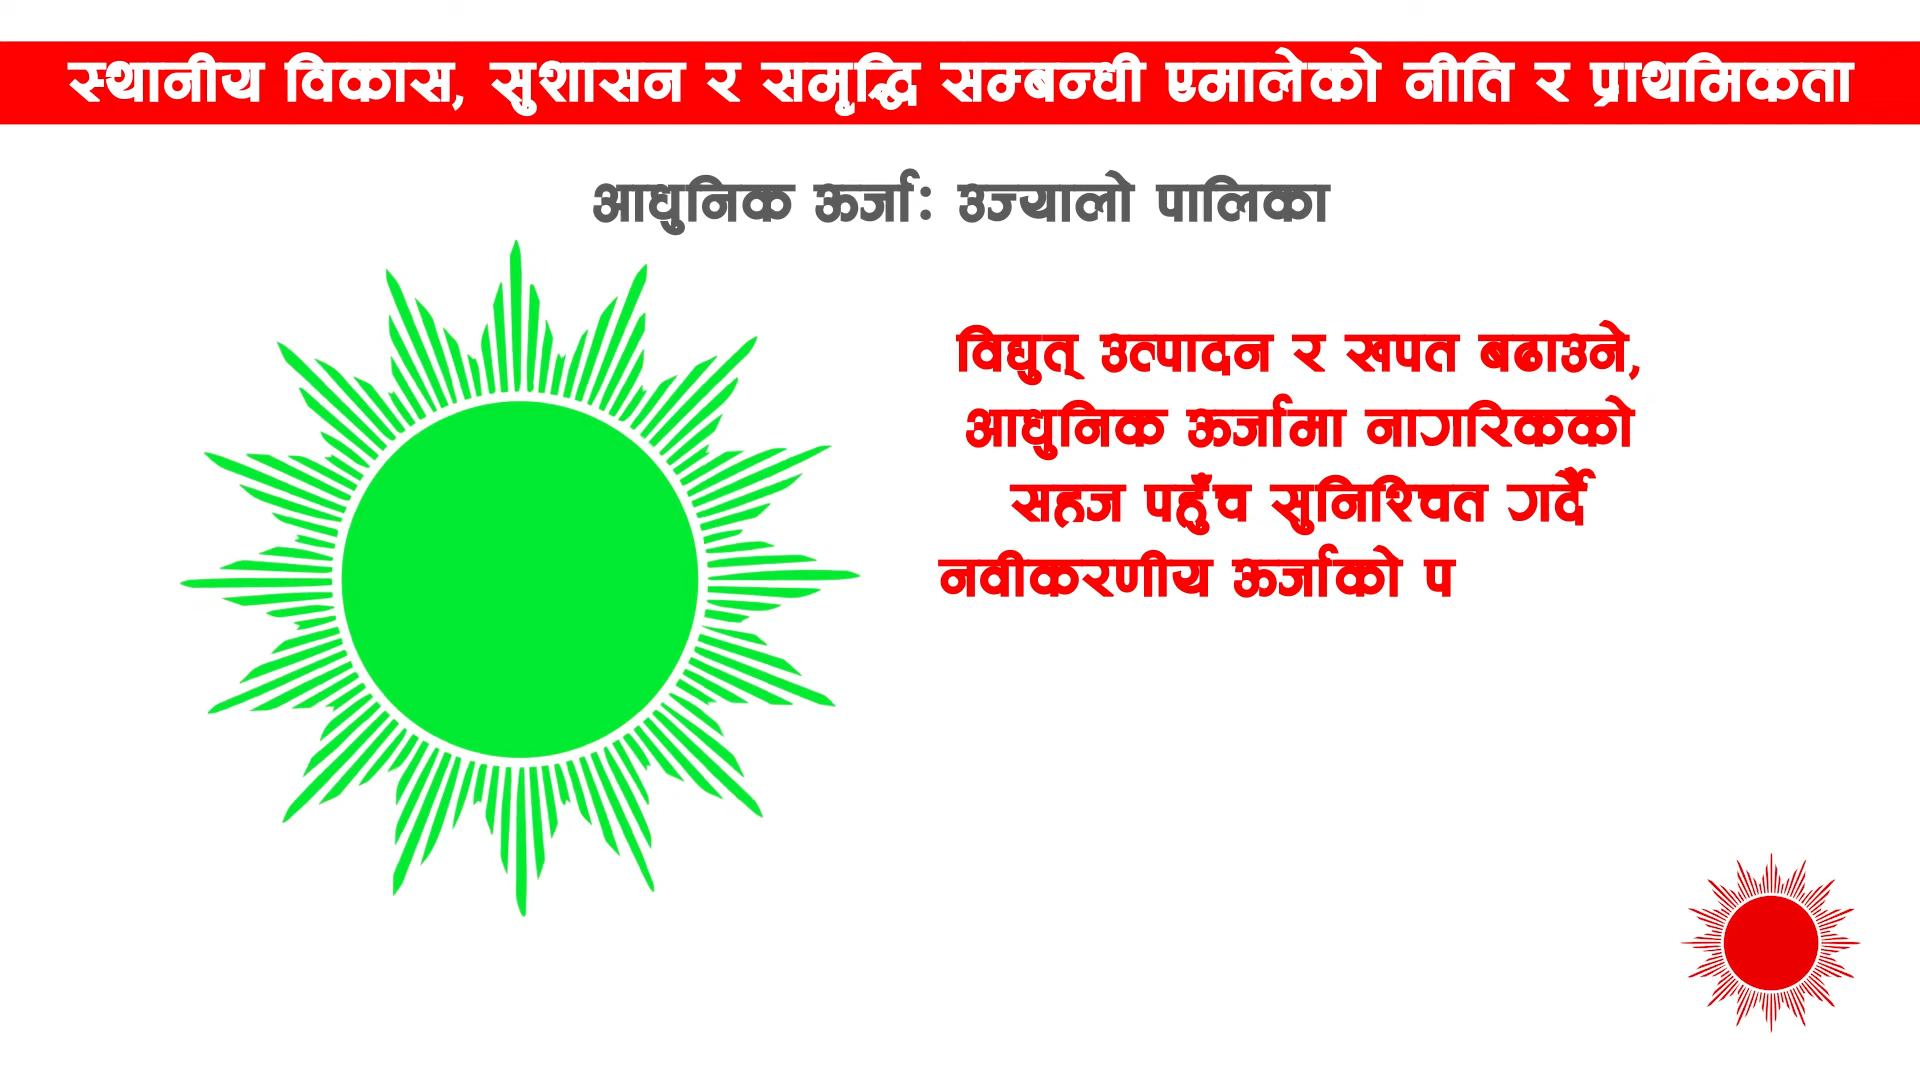 स्थानीय विकास, सुशासन र समृद्धि सम्बन्धी एमालेको नीति र प्राथमिकता
आधुनिक ऊर्जाः उज्यालो पालिका
विद्युत् उत्पादन र खपत बढाउने,
आधुनिक ऊर्जामा नागरिकको
सहज पहुँच सुनिश्चित गर्दै
नवीकरणीय ऊर्जाको प